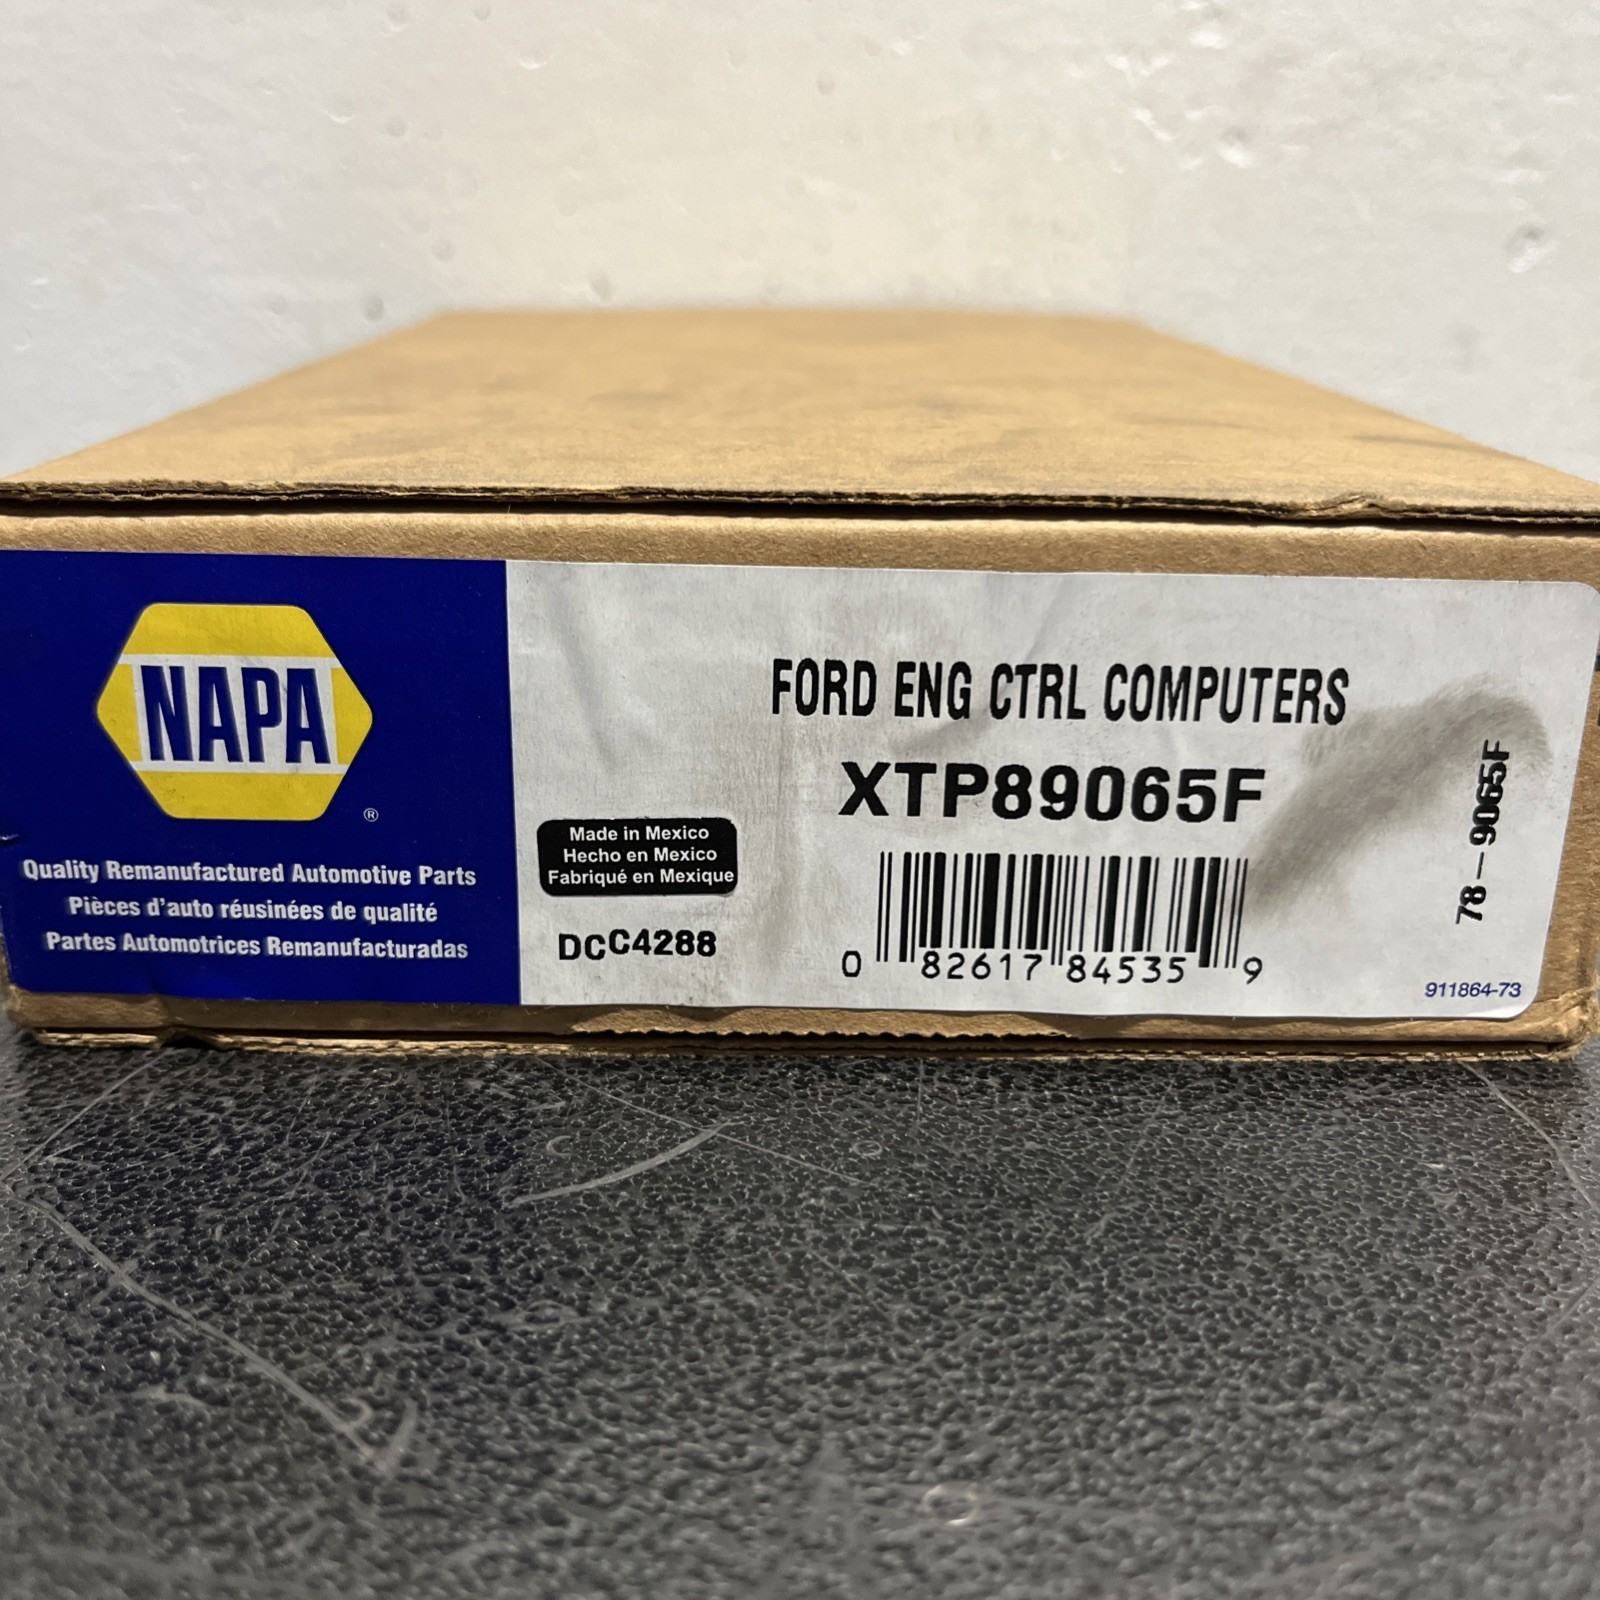 NAPA
®
Quality Remanufactured Automotive Parts
Pièces d'auto réusinées de qualité
Partes Automotrices Remanufacturadas
FORD ENG CTRL COMPUTERS
XTP89065F
Made in Mexico
Hecho en Mexico
Fabriqué en Mexique
DCC4288
0 82617 84535 9
78-9065F
911864-73